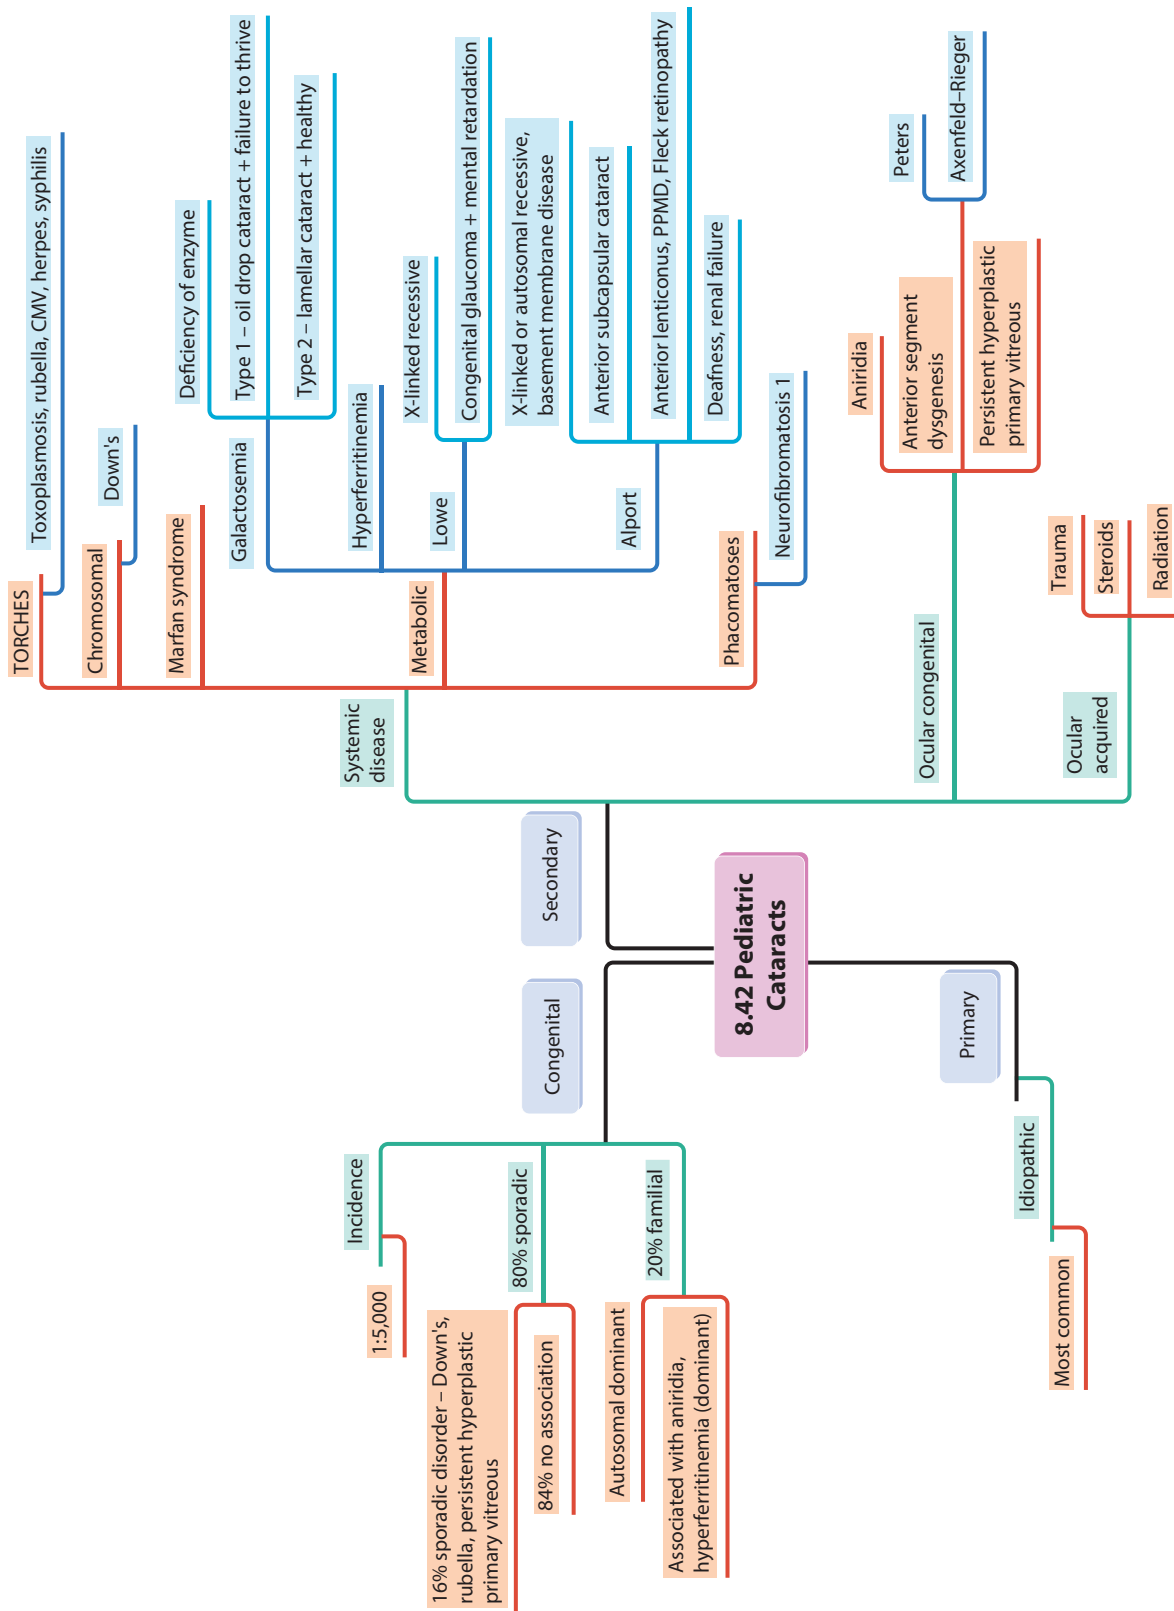 8.42 Pediatric
Cataracts
Congenital
Incidence
1:5,000
80% sporadic
16% sporadic disorder – Down's,
rubella, persistent hyperplastic
primary vitreous
84% no association
20% familial
Autosomal dominant
Associated with aniridia,
hyperferritinemia (dominant)
Primary
Idiopathic
Most common
Secondary
Systemic
disease
TORCHES
Toxoplasmosis, rubella, CMV, herpes, syphilis
Chromosomal
Down's
Marfan syndrome
Metabolic
Galactosemia
Deficiency of enzyme
Type 1 – oil drop cataract + failure to thrive
Type 2 – lamellar cataract + healthy
Hyperferritinemia
Lowe
X-linked recessive
Congenital glaucoma + mental retardation
Alport
X-linked or autosomal recessive,
basement membrane disease
Anterior subcapsular cataract
Anterior lenticonus, PPMD, Fleck retinopathy
Deafness, renal failure
Phacomatoses
Neurofibromatosis 1
Ocular congenital
Aniridia
Anterior segment
dysgenesis
Peters
Axenfeld–Rieger
Persistent hyperplastic
primary vitreous
Ocular
acquired
Trauma
Steroids
Radiation